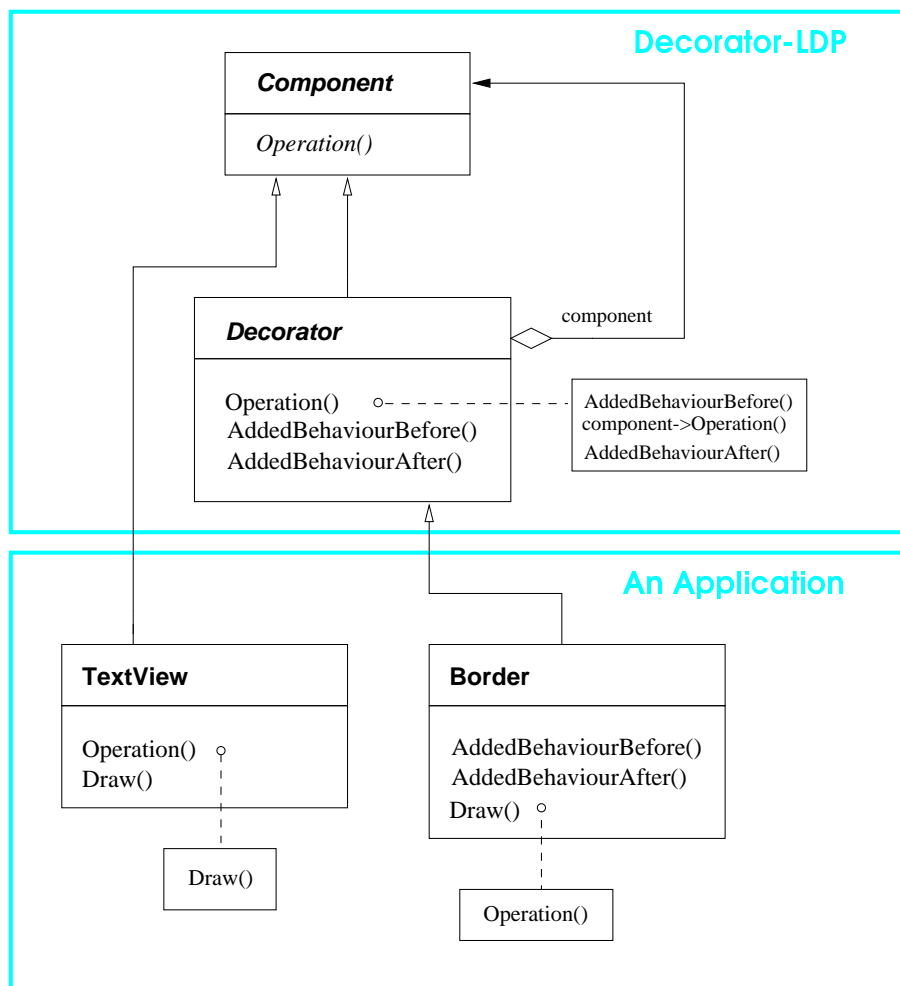 Decorator-LDP
Component
Operation()
component
Decorator
Operation()
AddedBehaviourBefore()
AddedBehaviourAfter()
AddedBehaviourBefore()
component->Operation()
AddedBehaviourAfter()
An Application
TextView
Operation()
Draw()
Draw()
Border
AddedBehaviourBefore()
AddedBehaviourAfter()
Draw()
Operation()